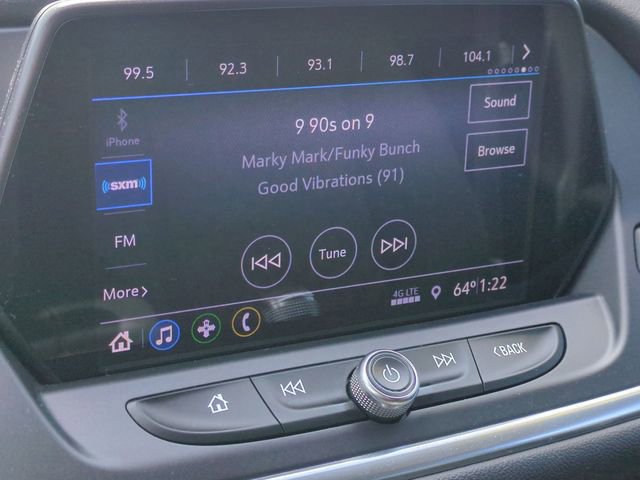 99.5 92.3 93.1 98.7 104.1
iPhone
sxm
FM
More
9 90s on 9
Marky Mark/Funky Bunch
Good Vibrations (91)
Tune
Sound
Browse
4G LTE 64° 1:22
BACK